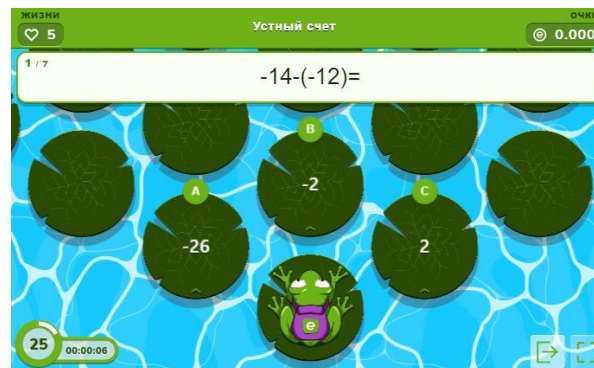 жизни
5
Устный счет
очки
0.000
1 / 7
-14-(-12)=
B
-2
A
-26
C
2
e
25
00:00:06